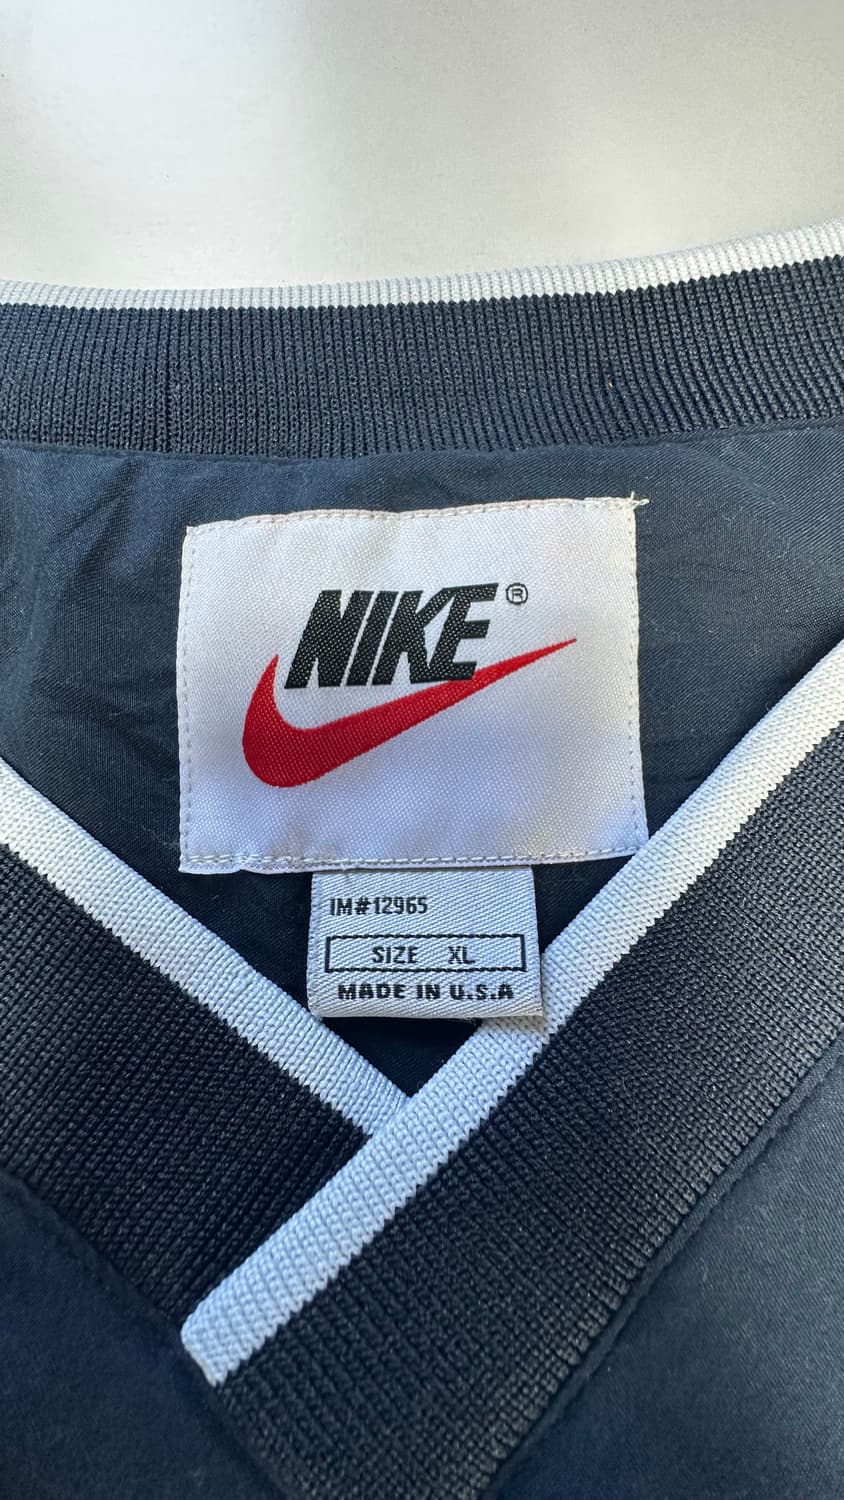 NIKE®
IM#12965
SIZE XL
MADE IN U.S.A